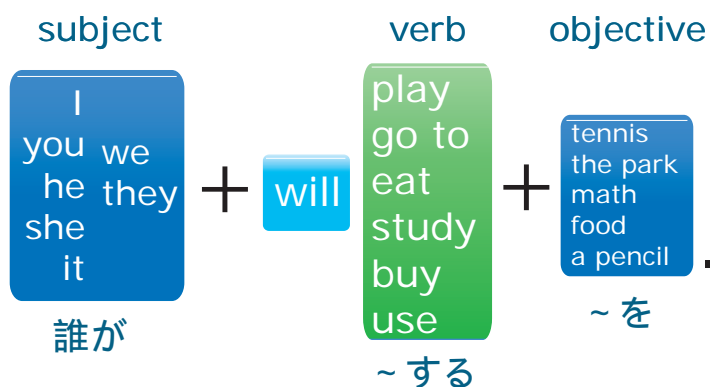 subject
I
you
he
she
it
we
they
誰が
+
will
verb
play
go to
eat
study
buy
use
~する
+
objective
tennis
the park
math
food
a pencil
.
~を